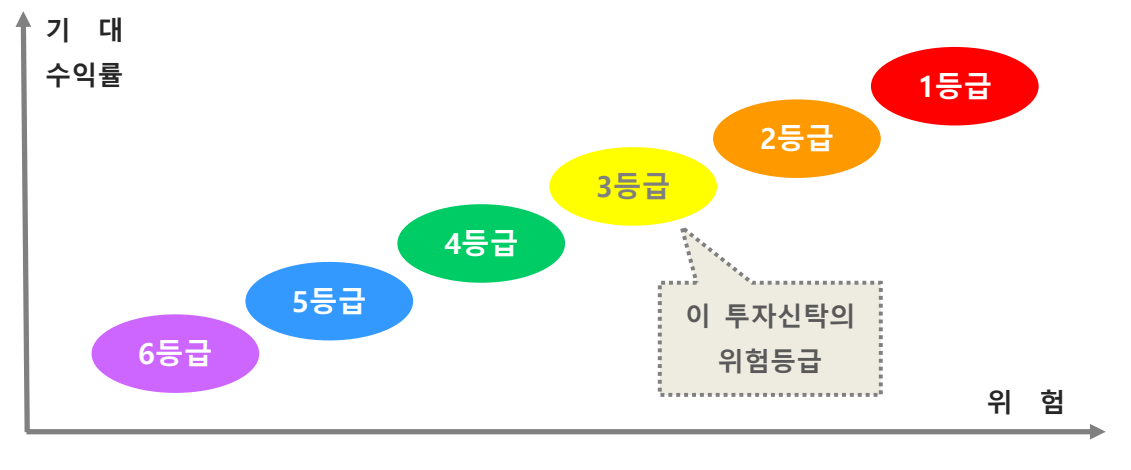 기 대
수익률
1등급
2등급
3등급
4등급
5등급
6등급
이 투자신탁의
위험등급
위 험